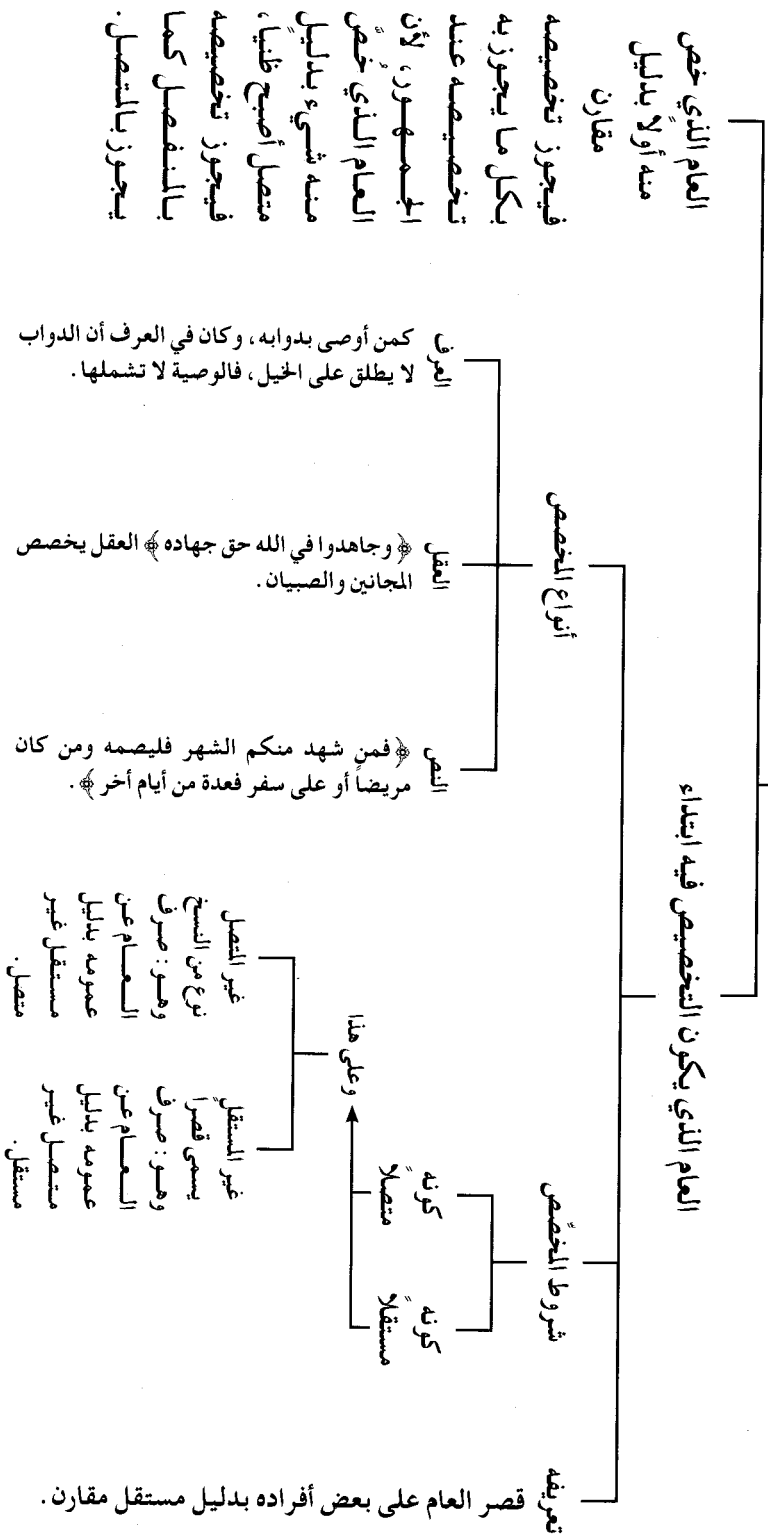 العام الذي يكون التخصيص فيه ابتداء
العام الذي خص
منه أولاً بدليل
مقارن
تعريفه
قصر العام على بعض أفراده بدليل مستقل مقارن.
شروط المخصَّص
كونه
مستقلاً
كونه
متصلاً
وعلى هذا
غير المستقل
يسمى قصرا
وهو: صرف
العام عن
عمومه بدليل
متصل غير
مستقل.
غير المتصل
نوع من النسخ
وهو: صرف
العام عن
عمومه بدليل
مستقل غير
متصل.
أنواع المخصص
النص
﴿ فمن شهد منكم الشهر فليصمه ومن كان
مريضاً أو على سفر فعدة من أيام أخر ﴾.
العقل
﴿ وجاهدوا في الله حق جهاده ﴾ العقل يخصص
المجانين والصبيان.
العرف
كمن أوصى بدوابه، وكان في العرف أن الدواب
لا يطلق على الخيل، فالوصية لا تشملها.
فيجوز تخصيصه
بكل ما يجوز به
تخصيصه عند
الجمهور، لأن
العام الذي خُصَّ
منه شيء بدليل
متصل أصبح ظنياً،
فيجوز تخصيصه
بالمنفصل كما
يجوز بالمتصل.